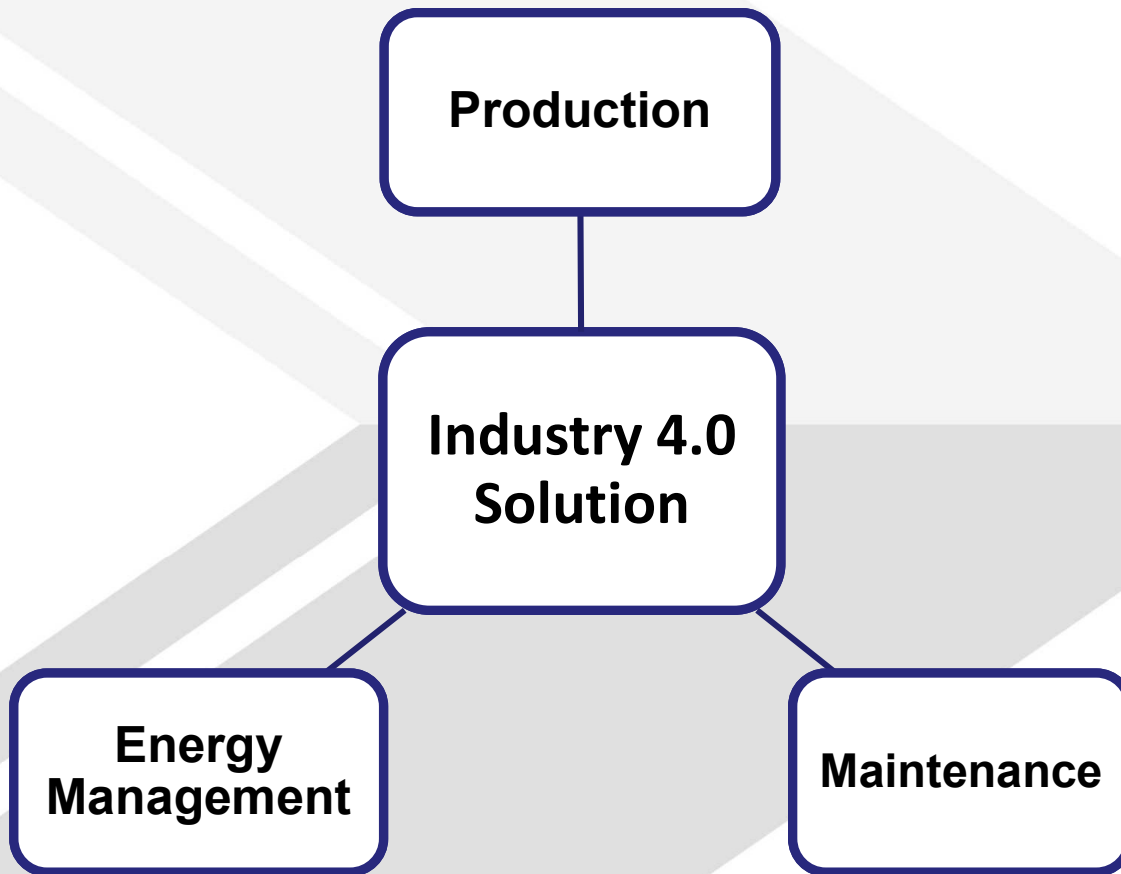 Production
Industry 4.0
Solution
Energy
Management
Maintenance